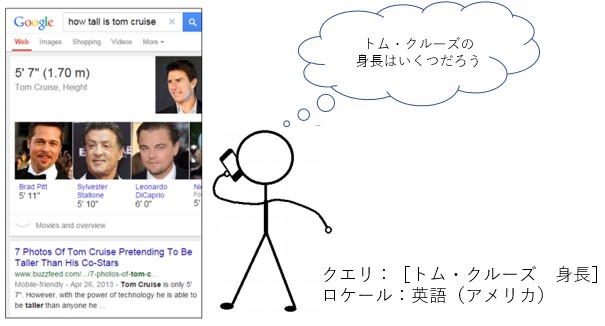 Google
how tall is tom cruise
Web Images Shopping Videos More
5' 7" (1.70 m)
Tom Cruise, Height
Brad Pitt
5' 11"
Sylvester
Stallone
5' 10"
Leonardo
DiCaprio
6' 0"
Movies and overview
7 Photos Of Tom Cruise Pretending To Be
Taller Than His Co-Stars
www.buzzfeed.com/.../7-photos-of-tom-c...
Mobile-friendly - Apr 26, 2013 - Tom Cruise is only 5'
7". However, with the power of technology he is able to
be taller than anyone he ...
トム・クルーズの
身長はいくつだろう
クエリ：［トム・クルーズ　身長］
ロケール：英語（アメリカ）